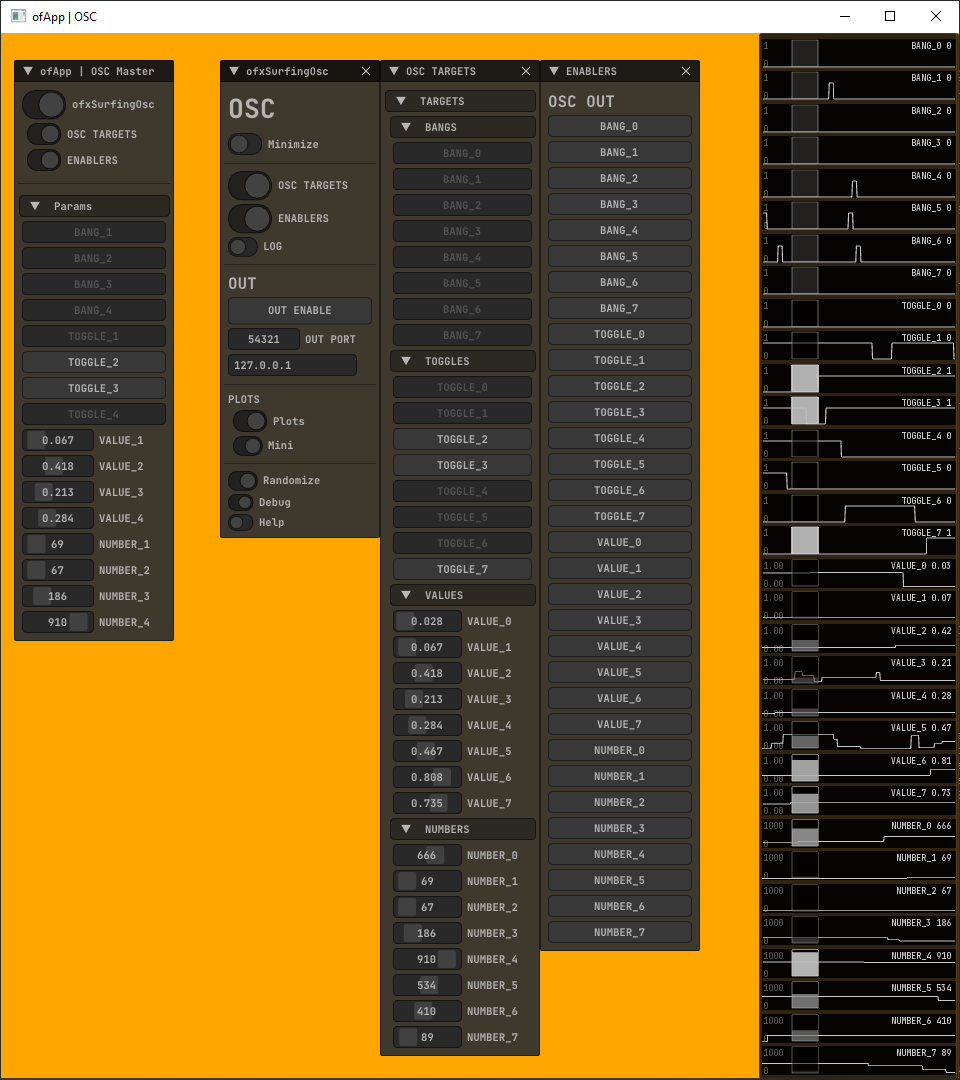 ofApp | OSC
ofApp | OSC Master
ofxSurfingOsc
OSC TARGETS
ENABLERS
Params
BANG_1
BANG_2
BANG_3
BANG_4
TOGGLE_1
TOGGLE_2
TOGGLE_3
TOGGLE_4
0.067 VALUE_1
0.418 VALUE_2
0.213 VALUE_3
0.284 VALUE_4
69 NUMBER_1
67 NUMBER_2
186 NUMBER_3
910 NUMBER_4
ofxSurfingOsc
OSC
Minimize
OSC TARGETS
ENABLERS
LOG
OUT
OUT ENABLE
54321 OUT PORT
127.0.0.1
PLOTS
Plots
Mini
Randomize
Debug
Help
OSC TARGETS
TARGETS
BANGS
BANG_0
BANG_1
BANG_2
BANG_3
BANG_4
BANG_5
BANG_6
BANG_7
TOGGLES
TOGGLE_0
TOGGLE_1
TOGGLE_2
TOGGLE_3
TOGGLE_4
TOGGLE_5
TOGGLE_6
TOGGLE_7
VALUES
0.028 VALUE_0
0.067 VALUE_1
0.418 VALUE_2
0.213 VALUE_3
0.284 VALUE_4
0.467 VALUE_5
0.808 VALUE_6
0.735 VALUE_7
NUMBERS
666 NUMBER_0
69 NUMBER_1
67 NUMBER_2
186 NUMBER_3
910 NUMBER_4
534 NUMBER_5
410 NUMBER_6
89 NUMBER_7
ENABLERS
OSC OUT
BANG_0
BANG_1
BANG_2
BANG_3
BANG_4
BANG_5
BANG_6
BANG_7
TOGGLE_0
TOGGLE_1
TOGGLE_2
TOGGLE_3
TOGGLE_4
TOGGLE_5
TOGGLE_6
TOGGLE_7
VALUE_0
VALUE_1
VALUE_2
VALUE_3
VALUE_4
VALUE_5
VALUE_6
VALUE_7
NUMBER_0
NUMBER_1
NUMBER_2
NUMBER_3
NUMBER_4
NUMBER_5
NUMBER_6
NUMBER_7
1 BANG_0 0
0
1 BANG_1 0
0
1 BANG_2 0
0
1 BANG_3 0
0
1 BANG_4 0
0
1 BANG_5 0
0
1 BANG_6 0
0
1 BANG_7 0
0
1 TOGGLE_0 0
0
1 TOGGLE_1 0
0
1 TOGGLE_2 1
0
1 TOGGLE_3 1
0
1 TOGGLE_4 0
0
1 TOGGLE_5 0
0
1 TOGGLE_6 0
0
1 TOGGLE_7 1
0
1.00 VALUE_0 0.03
0.00
1.00 VALUE_1 0.07
0.00
1.00 VALUE_2 0.42
0.00
1.00 VALUE_3 0.21
0.00
1.00 VALUE_4 0.28
0.00
1.00 VALUE_5 0.47
0.00
1.00 VALUE_6 0.81
0.00
1.00 VALUE_7 0.73
0.00
1000 NUMBER_0 666
0
1000 NUMBER_1 69
0
1000 NUMBER_2 67
0
1000 NUMBER_3 186
0
1000 NUMBER_4 910
0
1000 NUMBER_5 534
0
1000 NUMBER_6 410
0
1000 NUMBER_7 89
0